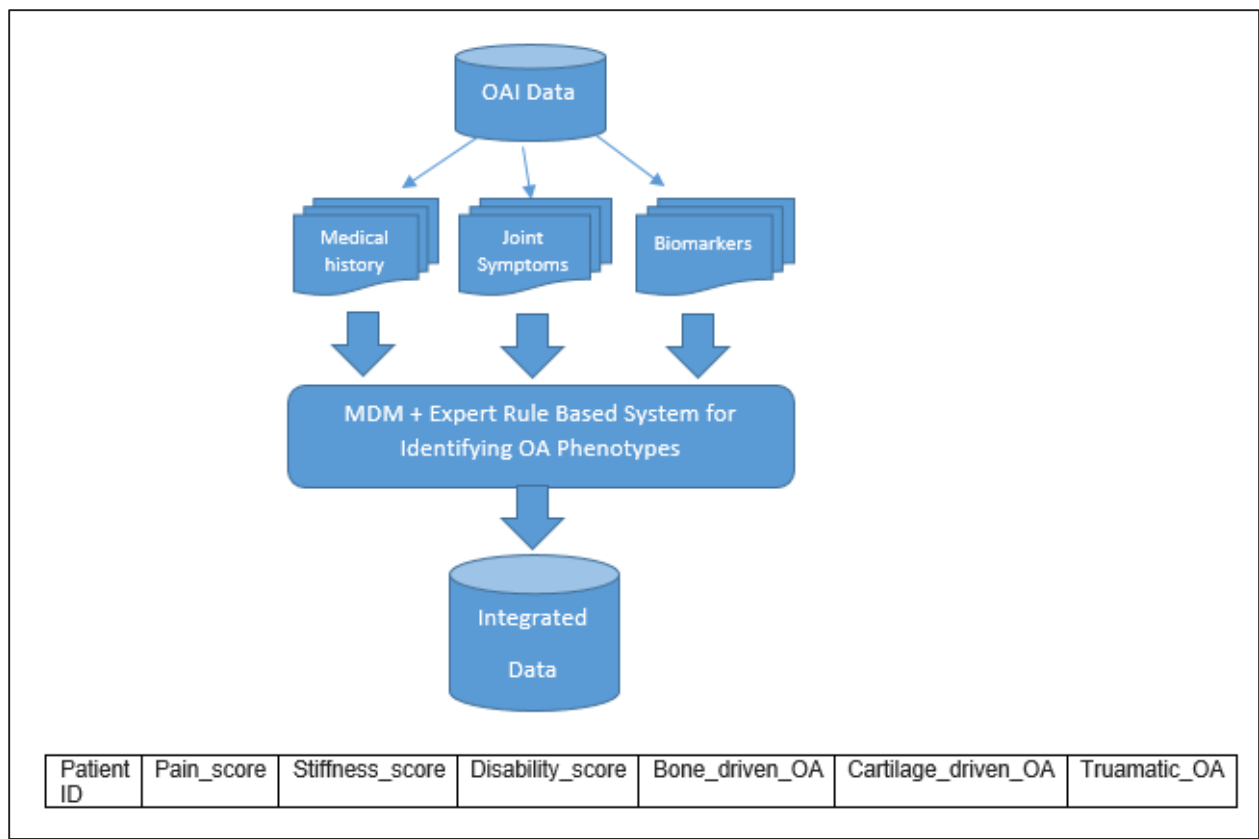 OAI Data
Medical
history
Joint
Symptoms
Biomarkers
MDM + Expert Rule Based System for
Identifying OA Phenotypes
Integrated
Data
Patient ID
Pain_score
Stiffness_score
Disability_score
Bone_driven_OA
Cartilage_driven_OA
Truamatic_OA